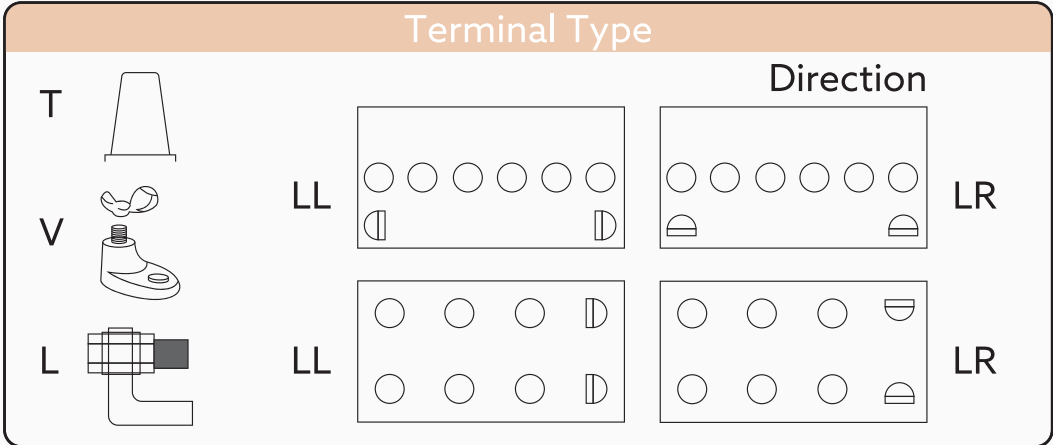 Terminal Type
Direction
T
V
L
LL
LR
LL
LR